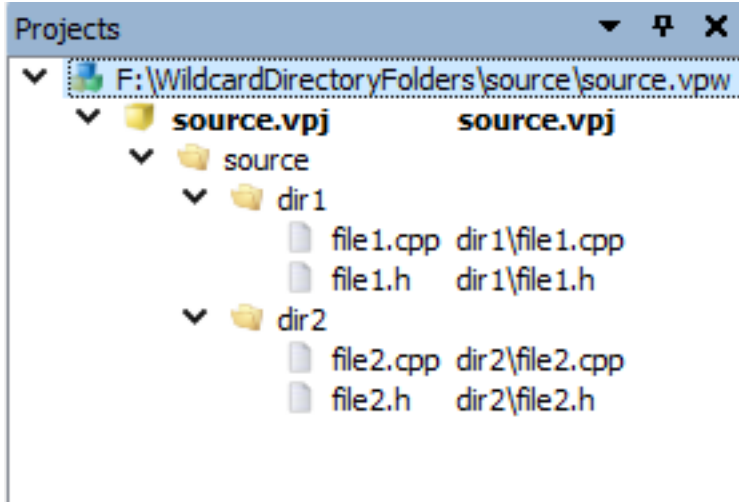 Projects
F:\WildcardDirectoryFolders\source\source.vpw
source.vpj source.vpj
source
dir1
file1.cpp dir1\file1.cpp
file1.h dir1\file1.h
dir2
file2.cpp dir2\file2.cpp
file2.h dir2\file2.h